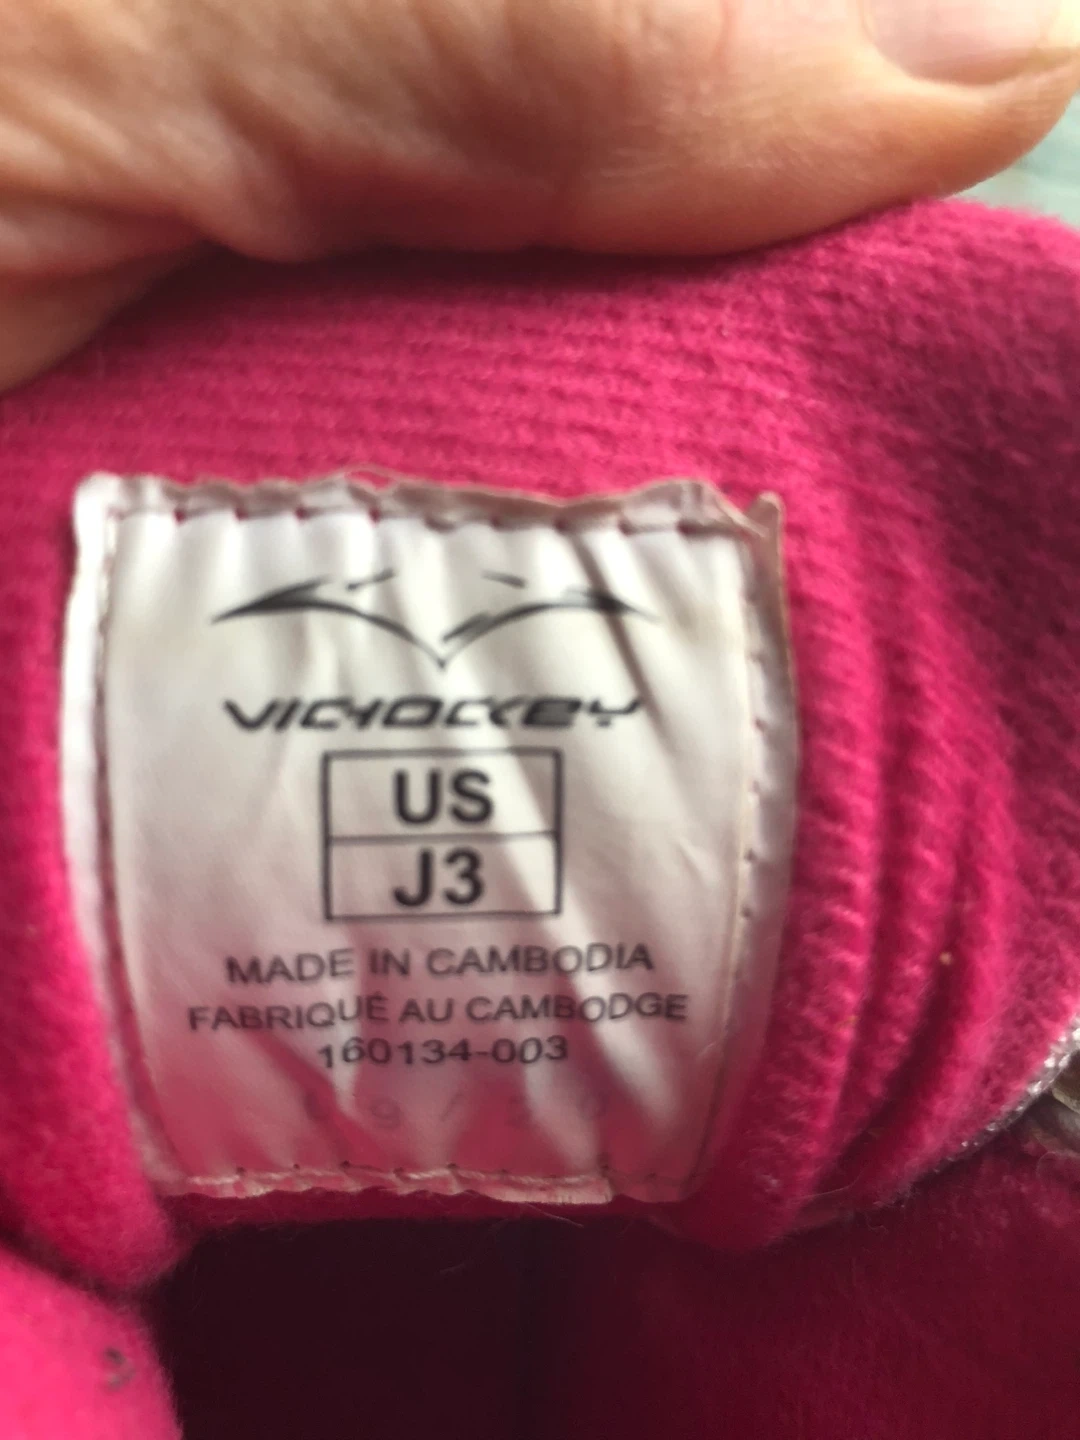 VICHOCKEY
US
J3
MADE IN CAMBODIA
FABRIQUÉ AU CAMBODGE
160134-003